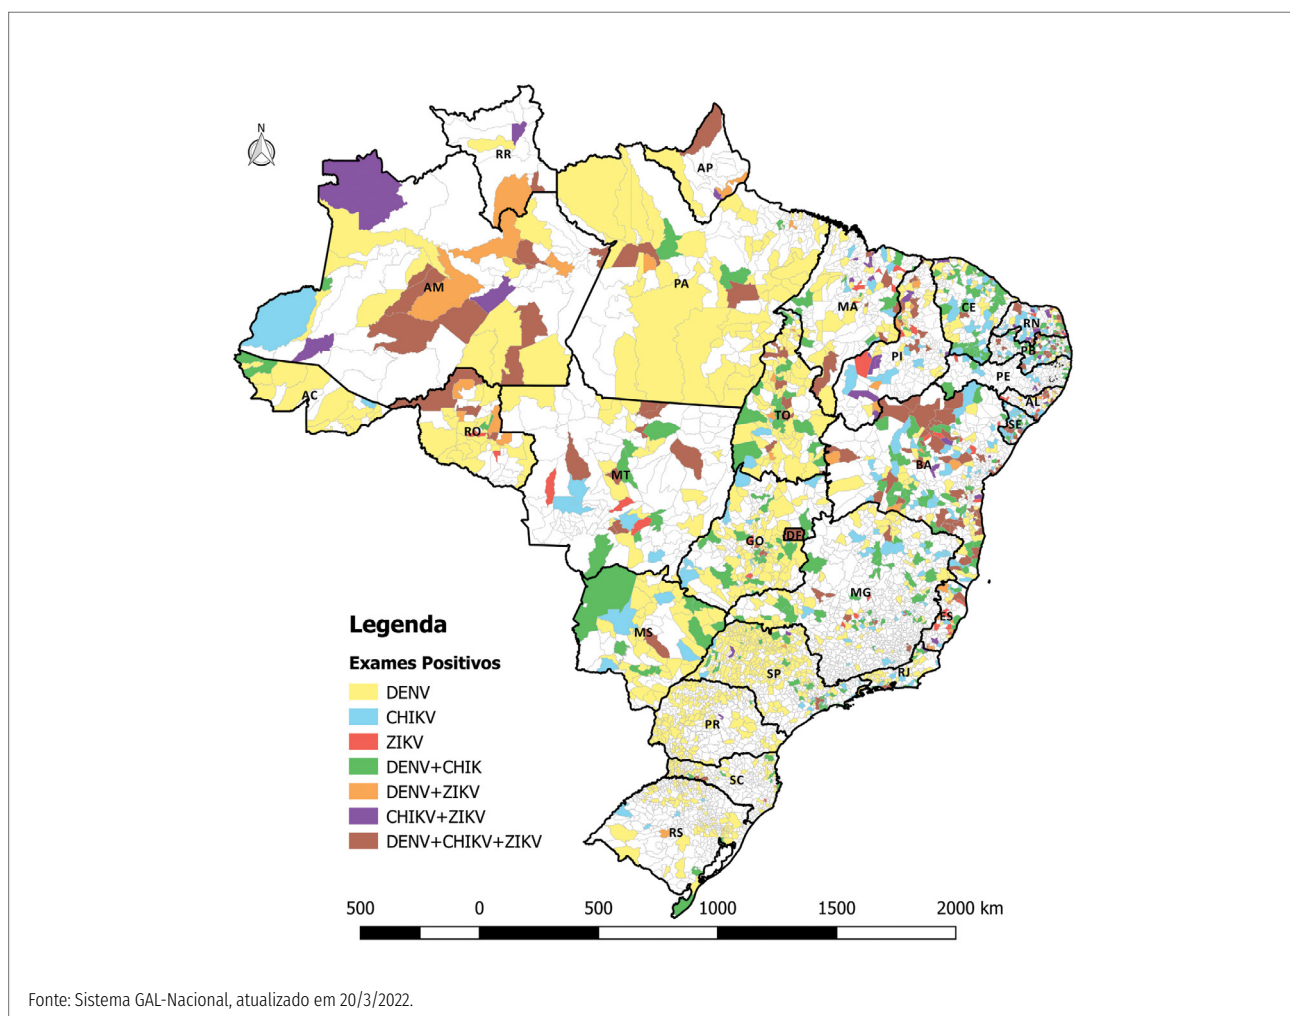 N
RR
AP
AM
PA
MA
CE
RN
PB
PI
PE
AC
AL
TO
SE
RO
BA
MT
GO
DF
MG
ES
MS
RJ
SP
PR
SC
RS
Legenda
Exames Positivos
DENV
CHIKV
ZIKV
DENV+CHIK
DENV+ZIKV
CHIKV+ZIKV
DENV+CHIKV+ZIKV
500 0 500 1000 1500 2000 km
Fonte: Sistema GAL-Nacional, atualizado em 20/3/2022.